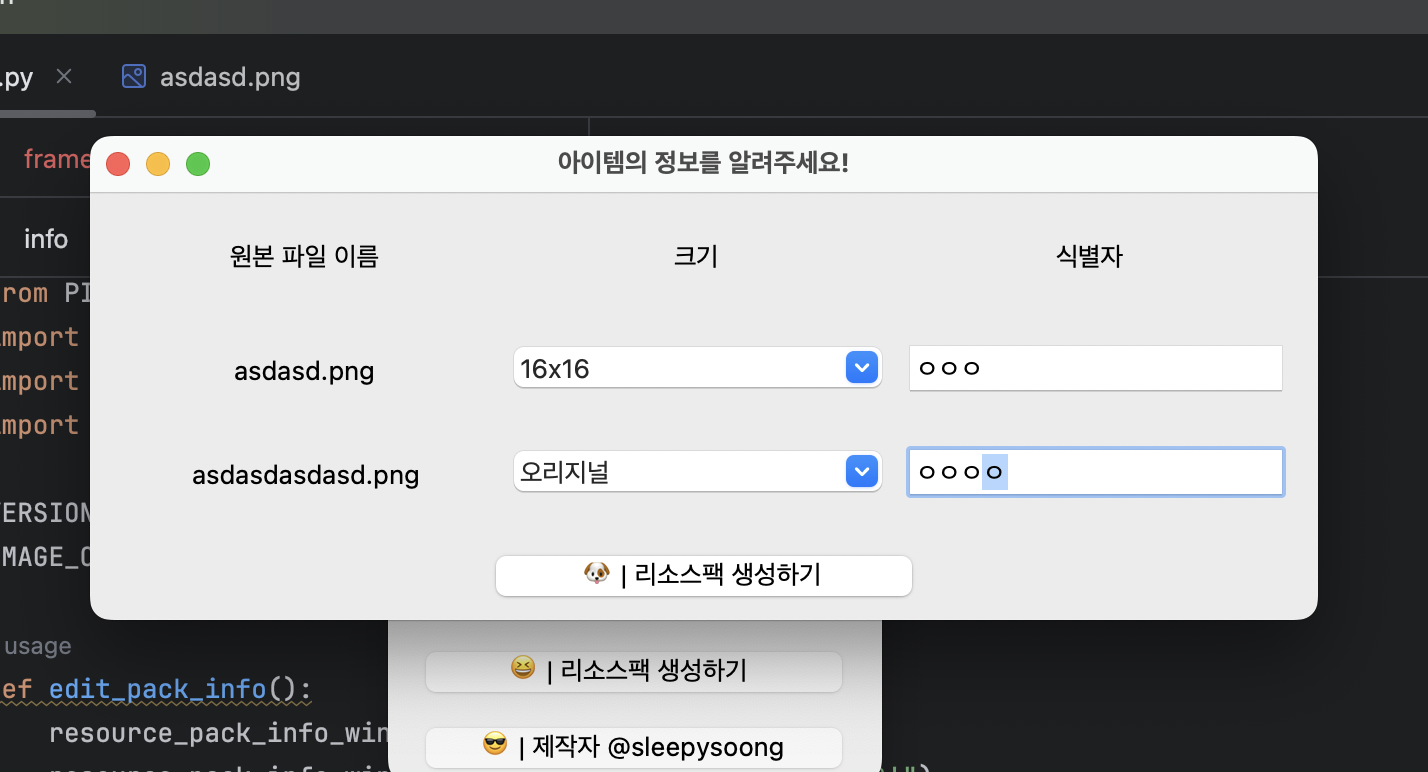 .py
asdasd.png
frame
아이템의 정보를 알려주세요!
info
원본 파일 이름 크기 식별자
rom PI
mport
asdasd.png 16x16 ㅇㅇㅇ
mport
mport
asdasdasdasd.png 오리지널 ㅇㅇㅇㅇ
ERSION
MAGE_
🐶 | 리소스팩 생성하기
usage
😆 | 리소스팩 생성하기
ef edit_pack_info():
resource_pack_info_win
😎 | 제작자 @sleepysoong